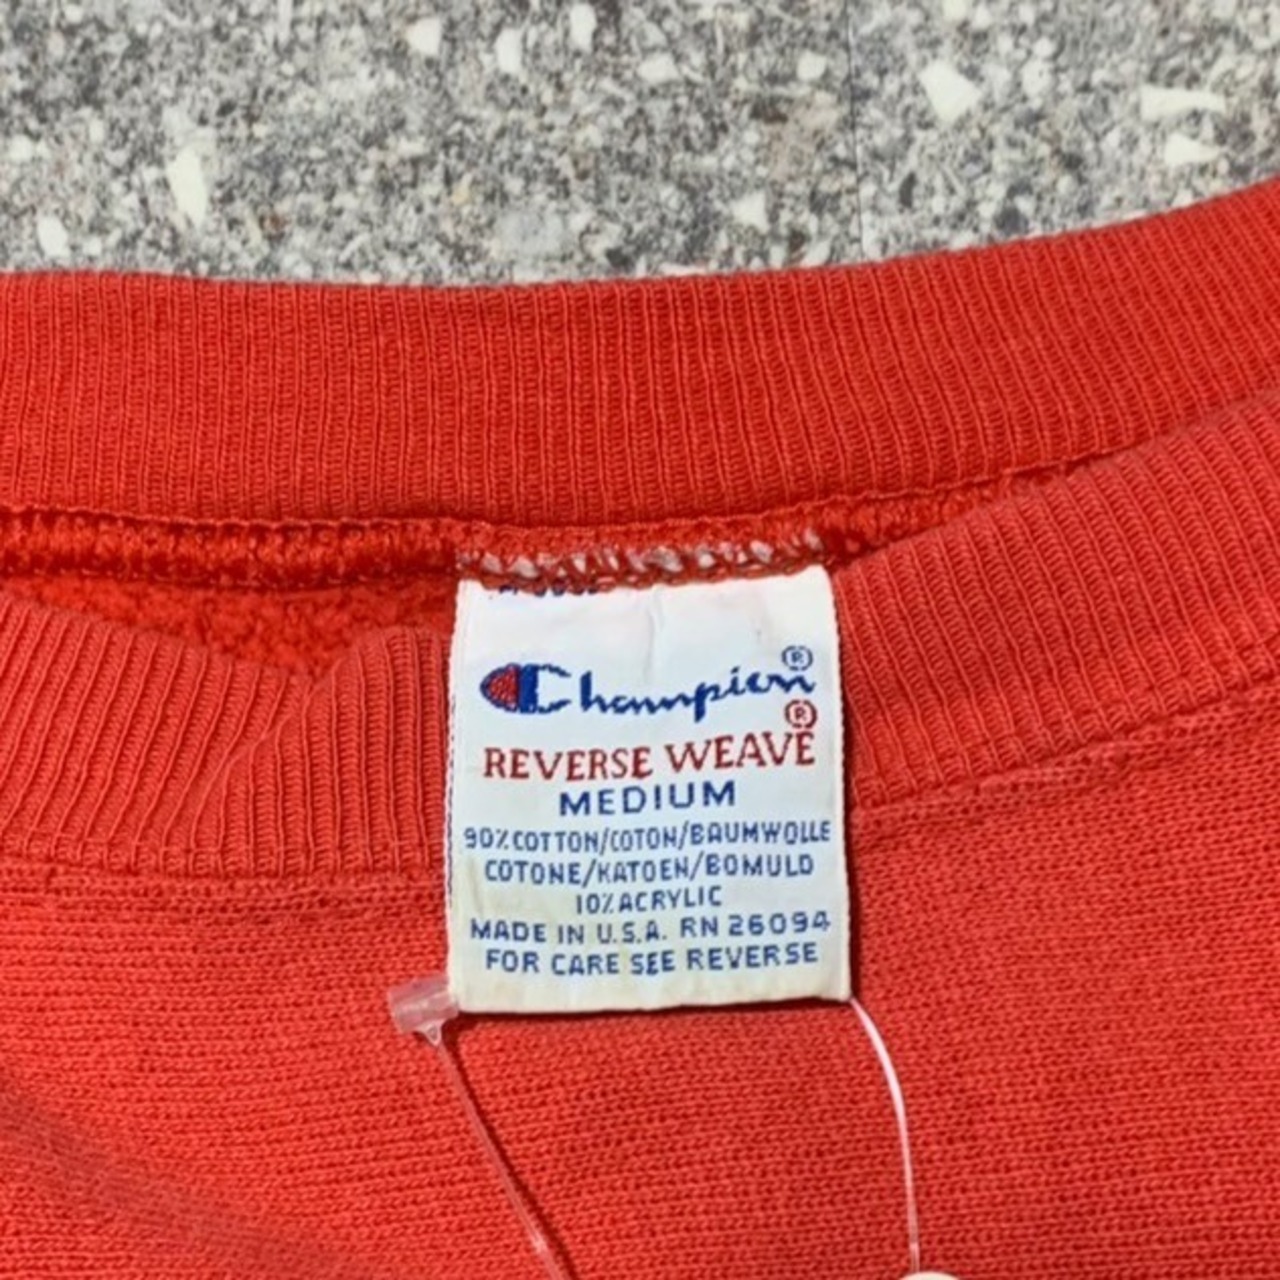 Champion®
REVERSE WEAVE®
MEDIUM
90% COTTON/COTON/BAUMWOLLE
COTONE/KATOEN/BOMULD
10% ACRYLIC
MADE IN U.S.A. RN 26094
FOR CARE SEE REVERSE